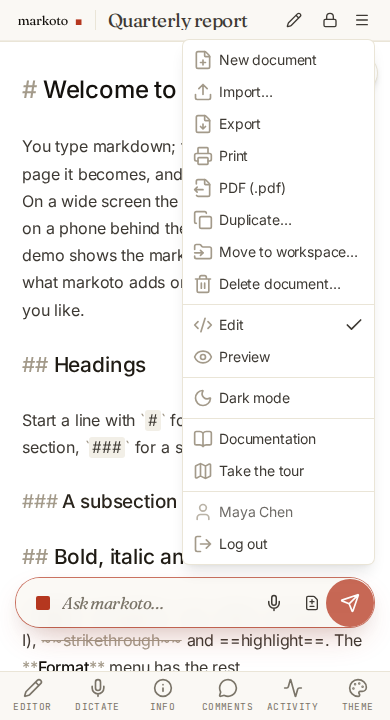 markoto
Quarterly report
# Welcome to
You type markdown;
page it becomes, and
On a wide screen the
on a phone behind the
demo shows the mark
what markoto adds or
you like.
## Headings
Start a line with `#` fo
section, `###` for a s
### A subsection
## Bold, italic an
New document
Import...
Export
Print
PDF (.pdf)
Duplicate...
Move to workspace...
Delete document...
Edit
Preview
Dark mode
Documentation
Take the tour
Maya Chen
Log out
Ask markoto...
I), ~~strikethrough~~ and ==highlight==. The
**Format** menu has the rest
EDITOR DICTATE INFO COMMENTS ACTIVITY THEME